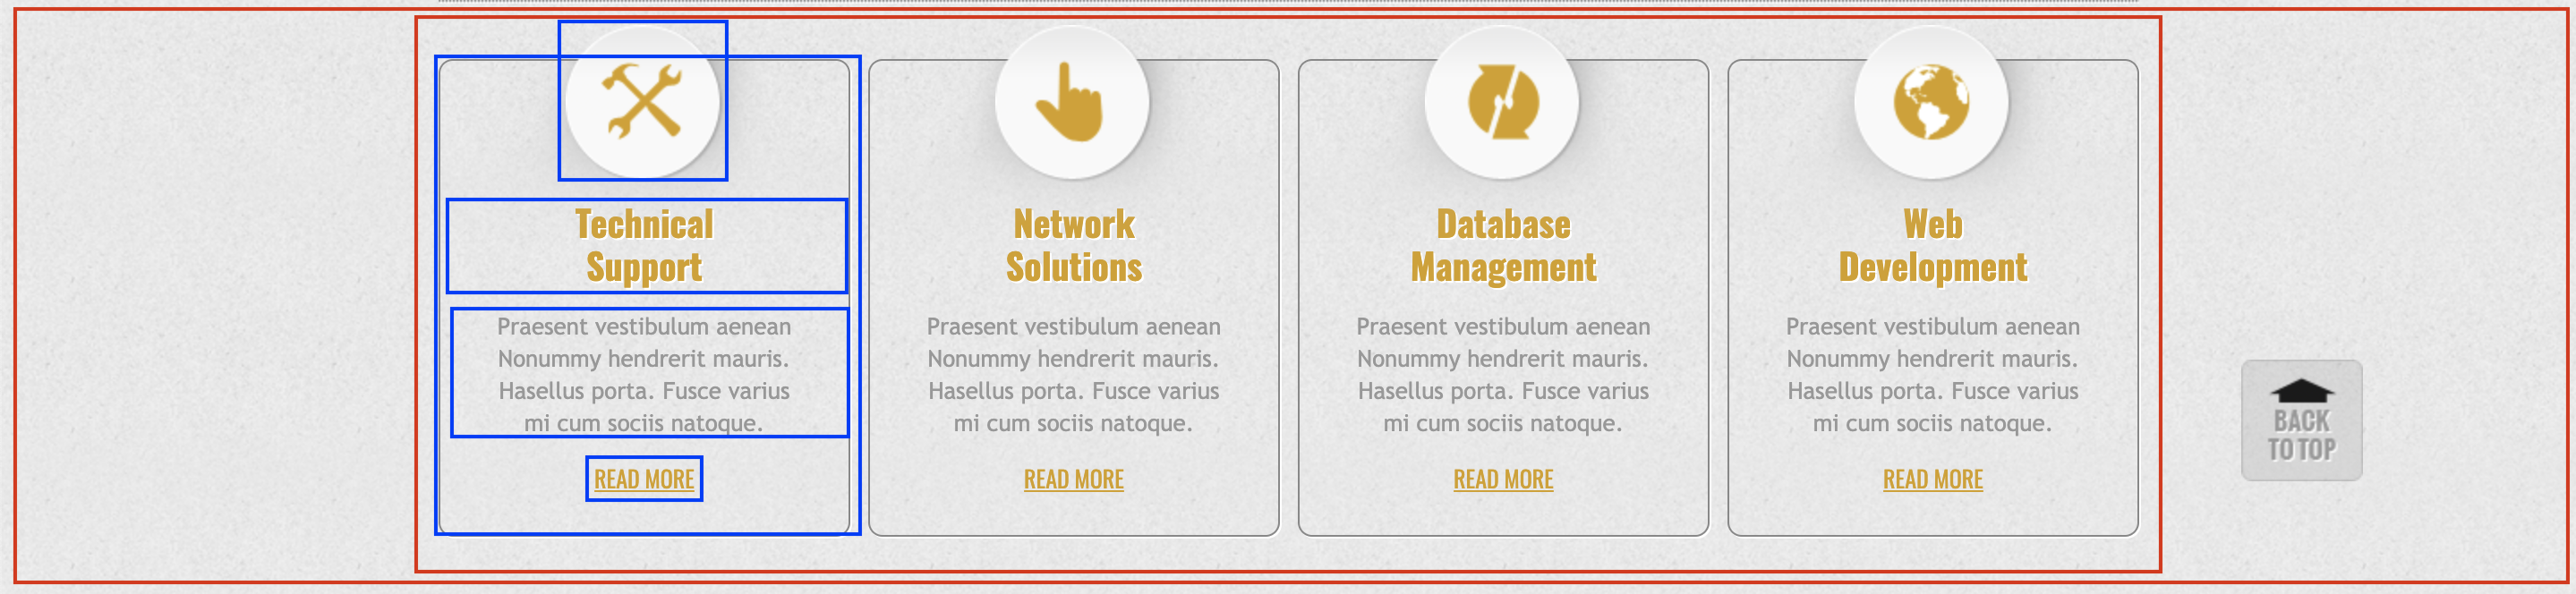 Technical
Support
Praesent vestibulum aenean
Nonummy hendrerit mauris.
Hasellus porta. Fusce varius
mi cum sociis natoque.
READ MORE
Network
Solutions
Praesent vestibulum aenean
Nonummy hendrerit mauris.
Hasellus porta. Fusce varius
mi cum sociis natoque.
READ MORE
Database
Management
Praesent vestibulum aenean
Nonummy hendrerit mauris.
Hasellus porta. Fusce varius
mi cum sociis natoque.
READ MORE
Web
Development
Praesent vestibulum aenean
Nonummy hendrerit mauris.
Hasellus porta. Fusce varius
mi cum sociis natoque.
READ MORE
BACK
TO TOP